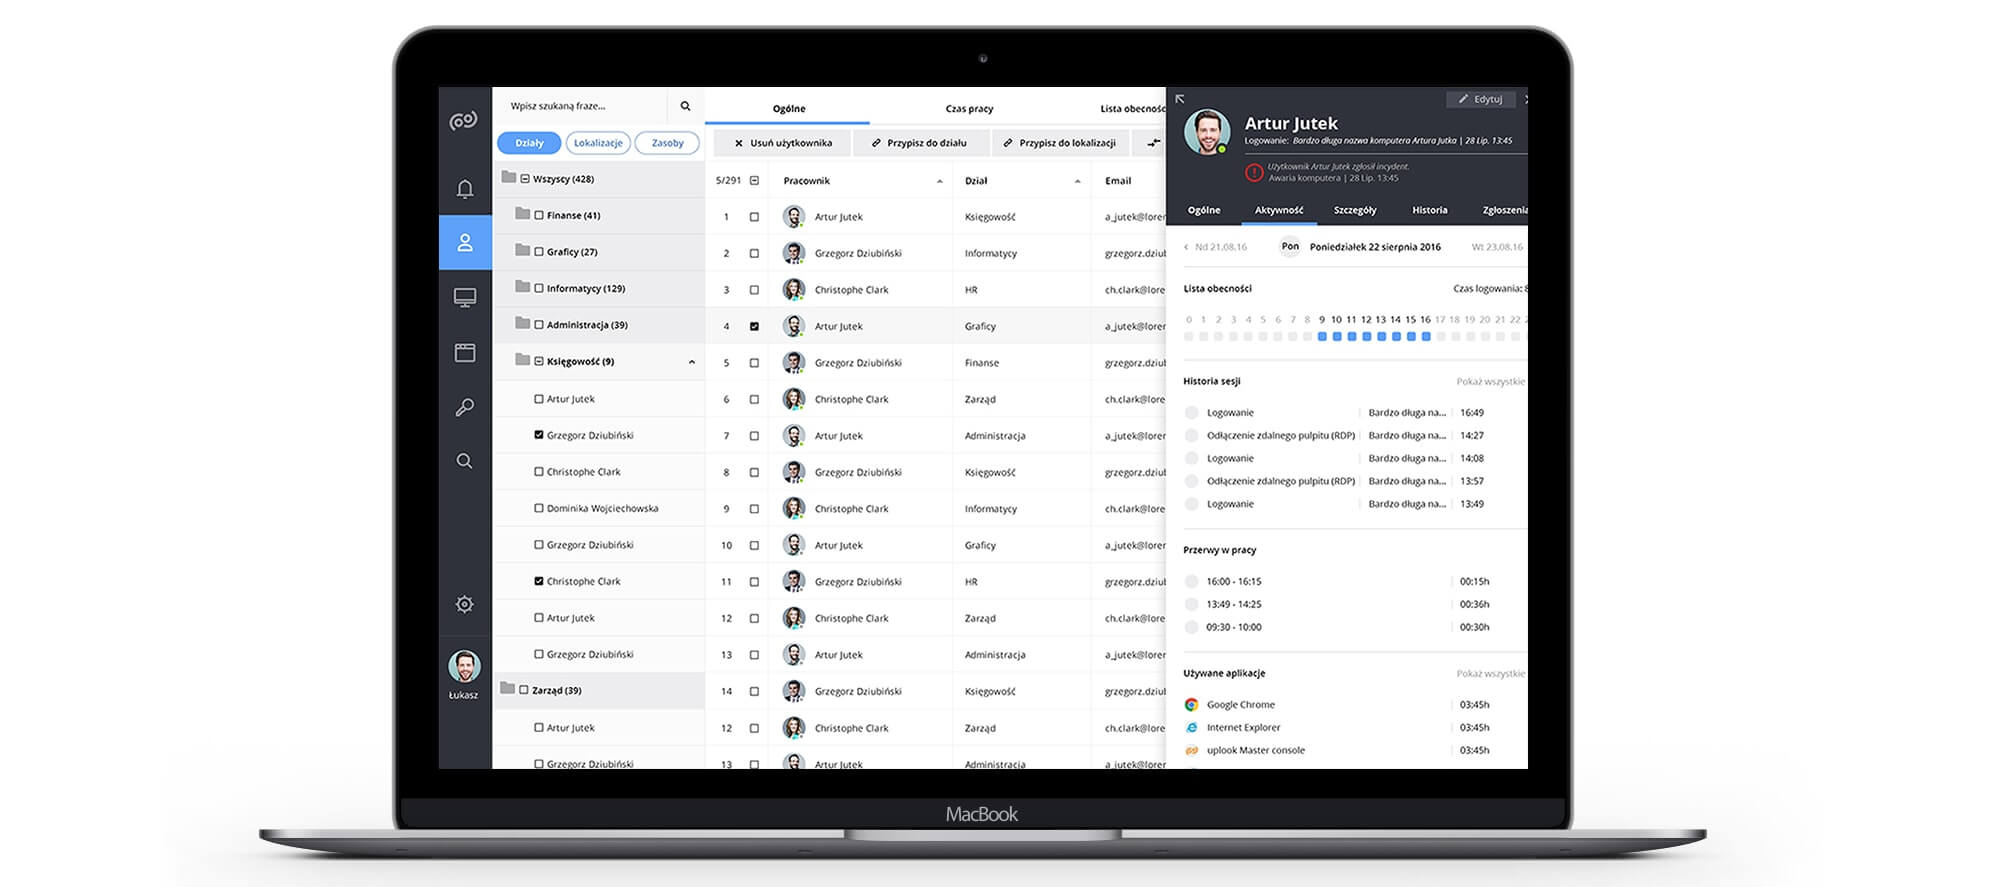 Wpisz szukaną fraze...
Działy Lokalizacje Zasoby
Wszyscy (428)
Finanse (41)
Graficy (27)
Informatycy (129)
Administracja (39)
Księgowość (9)
Artur Jutek
Grzegorz Dziubiński
Christophe Clark
Dominika Wojciechowska
Grzegorz Dziubiński
Christophe Clark
Artur Jutek
Grzegorz Dziubiński
Zarząd (39)
Artur Jutek
Grzegorz Dziubiński
Łukasz
Ogólne Czas pracy Lista obecnośc
Usuń użytkownika Przypisz do działu Przypisz do lokalizacji
5/291 Pracownik Dział Email
1 Artur Jutek Księgowość a_jutek@lorer
2 Grzegorz Dziubiński Informatycy grzegorz.dziut
3 Christophe Clark HR ch.clark@lorem
4 Artur Jutek Graficy a_jutek@lorer
5 Grzegorz Dziubiński Finanse grzegorz.dziut
6 Christophe Clark Zarząd ch.clark@lorem
7 Artur Jutek Administracja a_jutek@lorer
8 Grzegorz Dziubiński Księgowość grzegorz.dziut
9 Christophe Clark Informatycy ch.clark@lorem
10 Artur Jutek Graficy a_jutek@lorer
11 Grzegorz Dziubiński HR grzegorz.dziut
12 Christophe Clark Zarząd ch.clark@lorem
13 Artur Jutek Administracja a_jutek@lorer
14 Grzegorz Dziubiński Księgowość grzegorz.dziut
12 Christophe Clark Zarząd ch.clark@lore
13 Artur Jutek Administracja a_jutek@lorer
Edytuj
Artur Jutek
Logowanie: Bardzo długa nazwa komputera Artura Jutka | 28 Lip. 13:45
Użytkownik Artur Jutek zgłosił incydent.
Awaria komputera | 28 Lip. 13:45
Ogólne Aktywność Szczegóły Historia Zgłoszenia
Nd 21.08.16 Pon Poniedziałek 22 sierpnia 2016 Wt 23.08.16
Lista obecności Czas logowania: 8
0 1 2 3 4 5 6 7 8 9 10 11 12 13 14 15 16 17 18 19 20 21 22 2
Historia sesji Pokaż wszystkie
Logowanie Bardzo długa na... 16:49
Odłączenie zdalnego pulpitu (RDP) Bardzo długa na... 14:27
Logowanie Bardzo długa na... 14:08
Odłączenie zdalnego pulpitu (RDP) Bardzo długa na... 13:57
Logowanie Bardzo długa na... 13:49
Przerwy w pracy
16:00 - 16:15 00:15h
13:49 - 14:25 00:36h
09:30 - 10:00 00:30h
Używane aplikacje Pokaż wszystkie
Google Chrome 03:45h
Internet Explorer 03:45h
uplook Master console 03:45h
MacBook